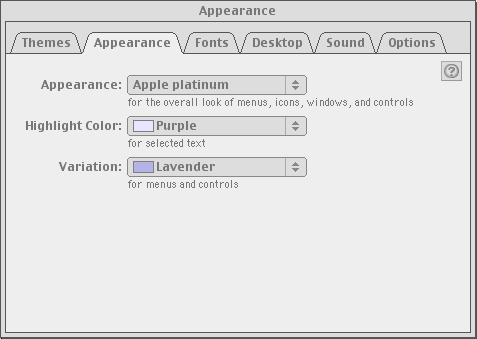 Appearance
Themes Appearance Fonts Desktop Sound Options
?
Appearance: Apple platinum
for the overall look of menus, icons, windows, and controls
Highlight Color: Purple
for selected text
Variation: Lavender
for menus and controls